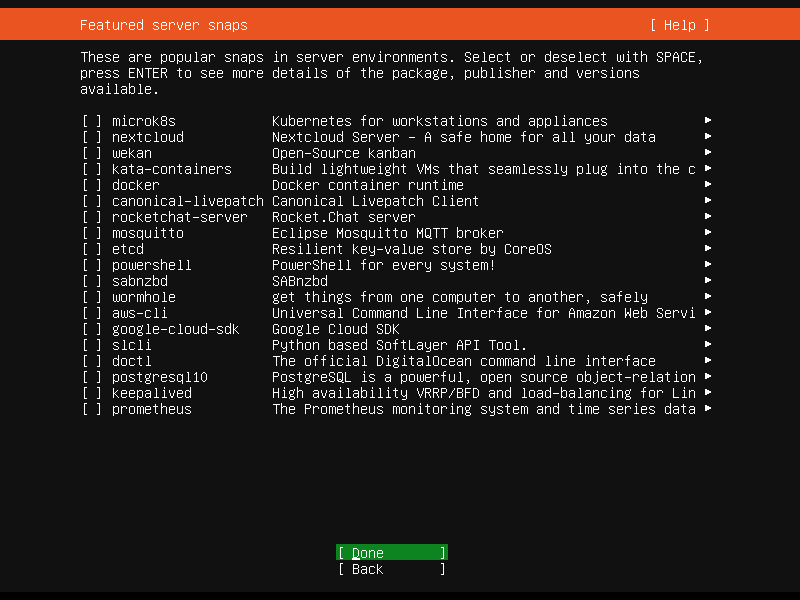 Featured server snaps [ Help ]
These are popular snaps in server environments. Select or deselect with SPACE,
press ENTER to see more details of the package, publisher and versions
available.
[ ] microk8s Kubernetes for workstations and appliances ►
[ ] nextcloud Nextcloud Server - A safe home for all your data ►
[ ] wekan Open-Source kanban ►
[ ] kata-containers Build lightweight VMs that seamlessly plug into the c ►
[ ] docker Docker container runtime ►
[ ] canonical-livepatch Canonical Livepatch Client ►
[ ] rocketchat-server Rocket.Chat server ►
[ ] mosquitto Eclipse Mosquitto MQTT broker ►
[ ] etcd Resilient key-value store by CoreOS ►
[ ] powershell PowerShell for every system! ►
[ ] sabnzbd SABnzbd ►
[ ] wormhole get things from one computer to another, safely ►
[ ] aws-cli Universal Command Line Interface for Amazon Web Servi ►
[ ] google-cloud-sdk Google Cloud SDK ►
[ ] slcli Python based SoftLayer API Tool. ►
[ ] doctl The official DigitalOcean command line interface ►
[ ] postgresql10 PostgreSQL is a powerful, open source object-relation ►
[ ] keepalived High availability VRRP/BFD and load-balancing for Lin ►
[ ] prometheus The Prometheus monitoring system and time series data ►
[ Done ]
[ Back ]